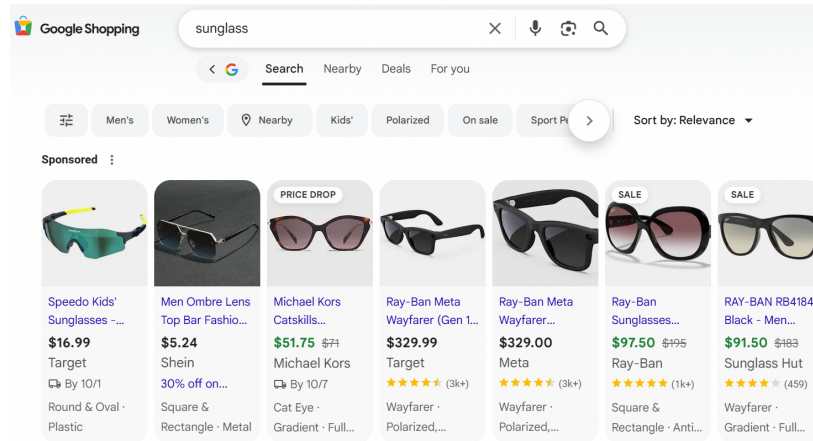 Google Shopping
sunglass
Search Nearby Deals For you
Men's Women's Nearby Kids' Polarized On sale Sport Sort by: Relevance
Sponsored
PRICE DROP
SALE
SALE
Speedo Kids'
Sunglasses -...
$16.99
Target
By 10/1
Round & Oval ·
Plastic
Men Ombre Lens
Top Bar Fashio...
$5.24
Shein
30% off on...
Square &
Rectangle · Metal
Michael Kors
Catskills...
$51.75 $71
Michael Kors
By 10/7
Cat Eye ·
Gradient · Full...
Ray-Ban Meta
Wayfarer (Gen 1...
$329.99
Target
(3k+)
Wayfarer ·
Polarized,...
Ray-Ban Meta
Wayfarer...
$329.00
Meta
(3k+)
Wayfarer ·
Polarized,...
Ray-Ban
Sunglasses...
$97.50 $195
Ray-Ban
(1k+)
Square &
Rectangle · Anti...
RAY-BAN RB4184
Black - Men...
$91.50 $183
Sunglass Hut
(459)
Wayfarer ·
Gradient · Full...